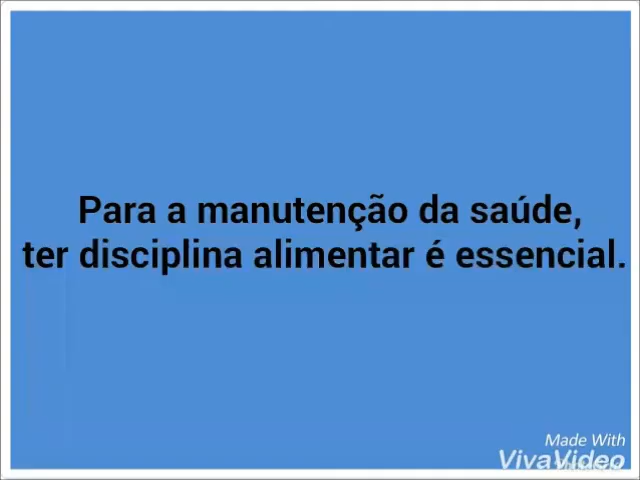 Para a manutenção da saúde,
ter disciplina alimentar é essencial.
Made With
VivaVideo